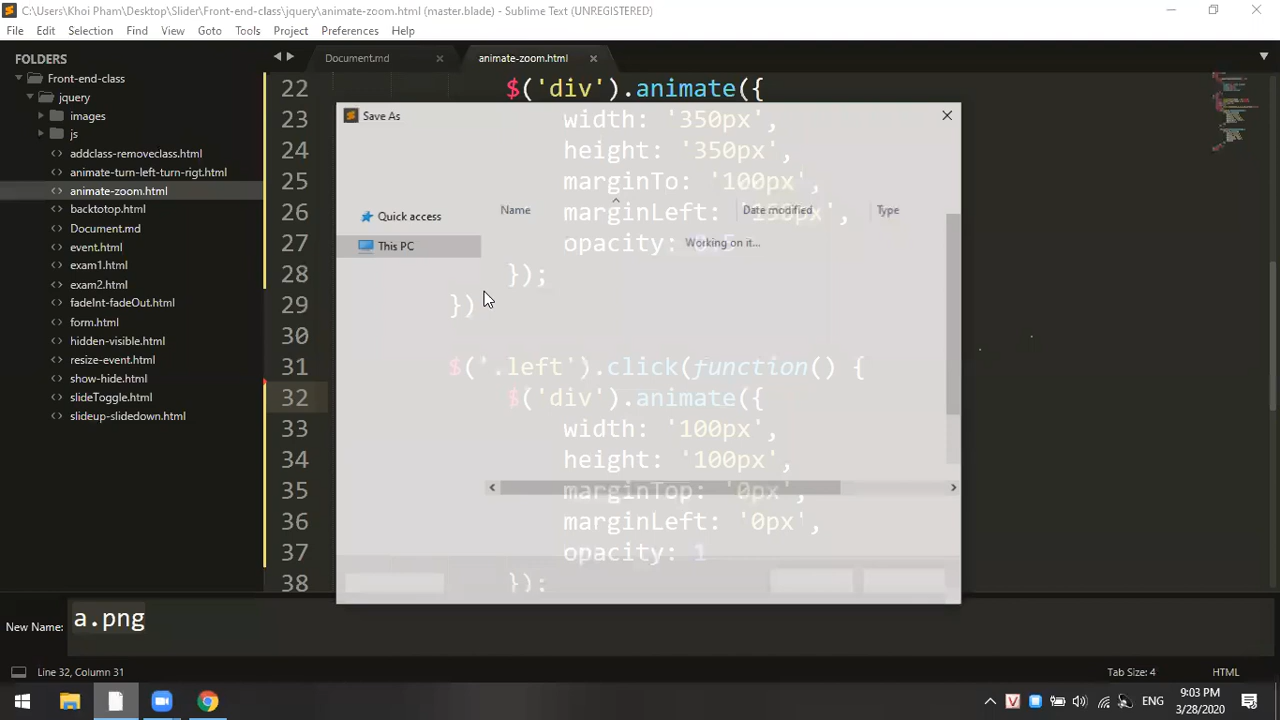 C:\Users\Khoi Pham\Desktop\Slider\Front-end-class\jquery\animate-zoom.html (master.blade) - Sublime Text (UNREGISTERED)
File Edit Selection Find View Goto Tools Project Preferences Help
FOLDERS
Front-end-class
jquery
images
js
addclass-removeclass.html
animate-turn-left-turn-rigt.html
animate-zoom.html
backtotop.html
Document.md
event.html
exam1.html
exam2.html
fadeInt-fadeOut.html
form.html
hidden-visible.html
resize-event.html
show-hide.html
slideToggle.html
slideup-slidedown.html
Document.md animate-zoom.html
22 $('div').animate({
Save As
23 width: '350px',
24 height: '350px',
25 marginTo: '100px',
Quick access
This PC
Name Date modified Type
26 marginLeft: '150px',
Working on it...
27 opacity:
28 });
29 })
30
31 $('.left').click(function() {
32 $('div').animate({
33 width: '100px',
34 height: '100px',
35 marginTop: '0px',
36 marginLeft: '0px',
37 opacity: 1
38 });
New Name: a.png
Line 32, Column 31 Tab Size: 4 HTML
ENG
9:03 PM
3/28/2020